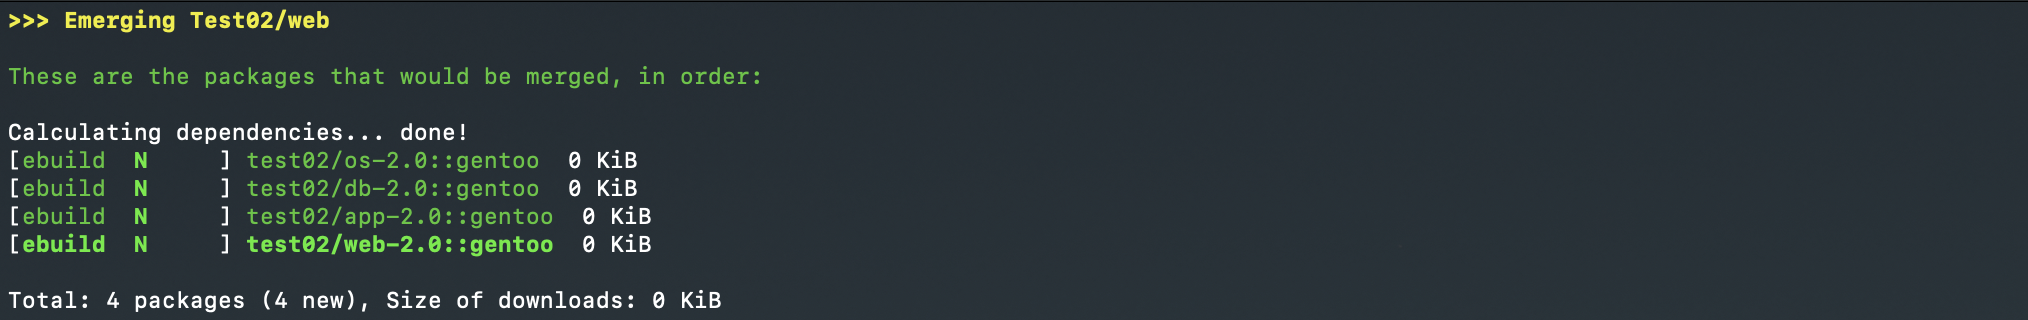 >>> Emerging Test02/web
These are the packages that would be merged, in order:
Calculating dependencies... done!
[ebuild  N     ] test02/os-2.0::gentoo  0 KiB
[ebuild  N     ] test02/db-2.0::gentoo  0 KiB
[ebuild  N     ] test02/app-2.0::gentoo  0 KiB
[ebuild  N     ] test02/web-2.0::gentoo  0 KiB
Total: 4 packages (4 new), Size of downloads: 0 KiB